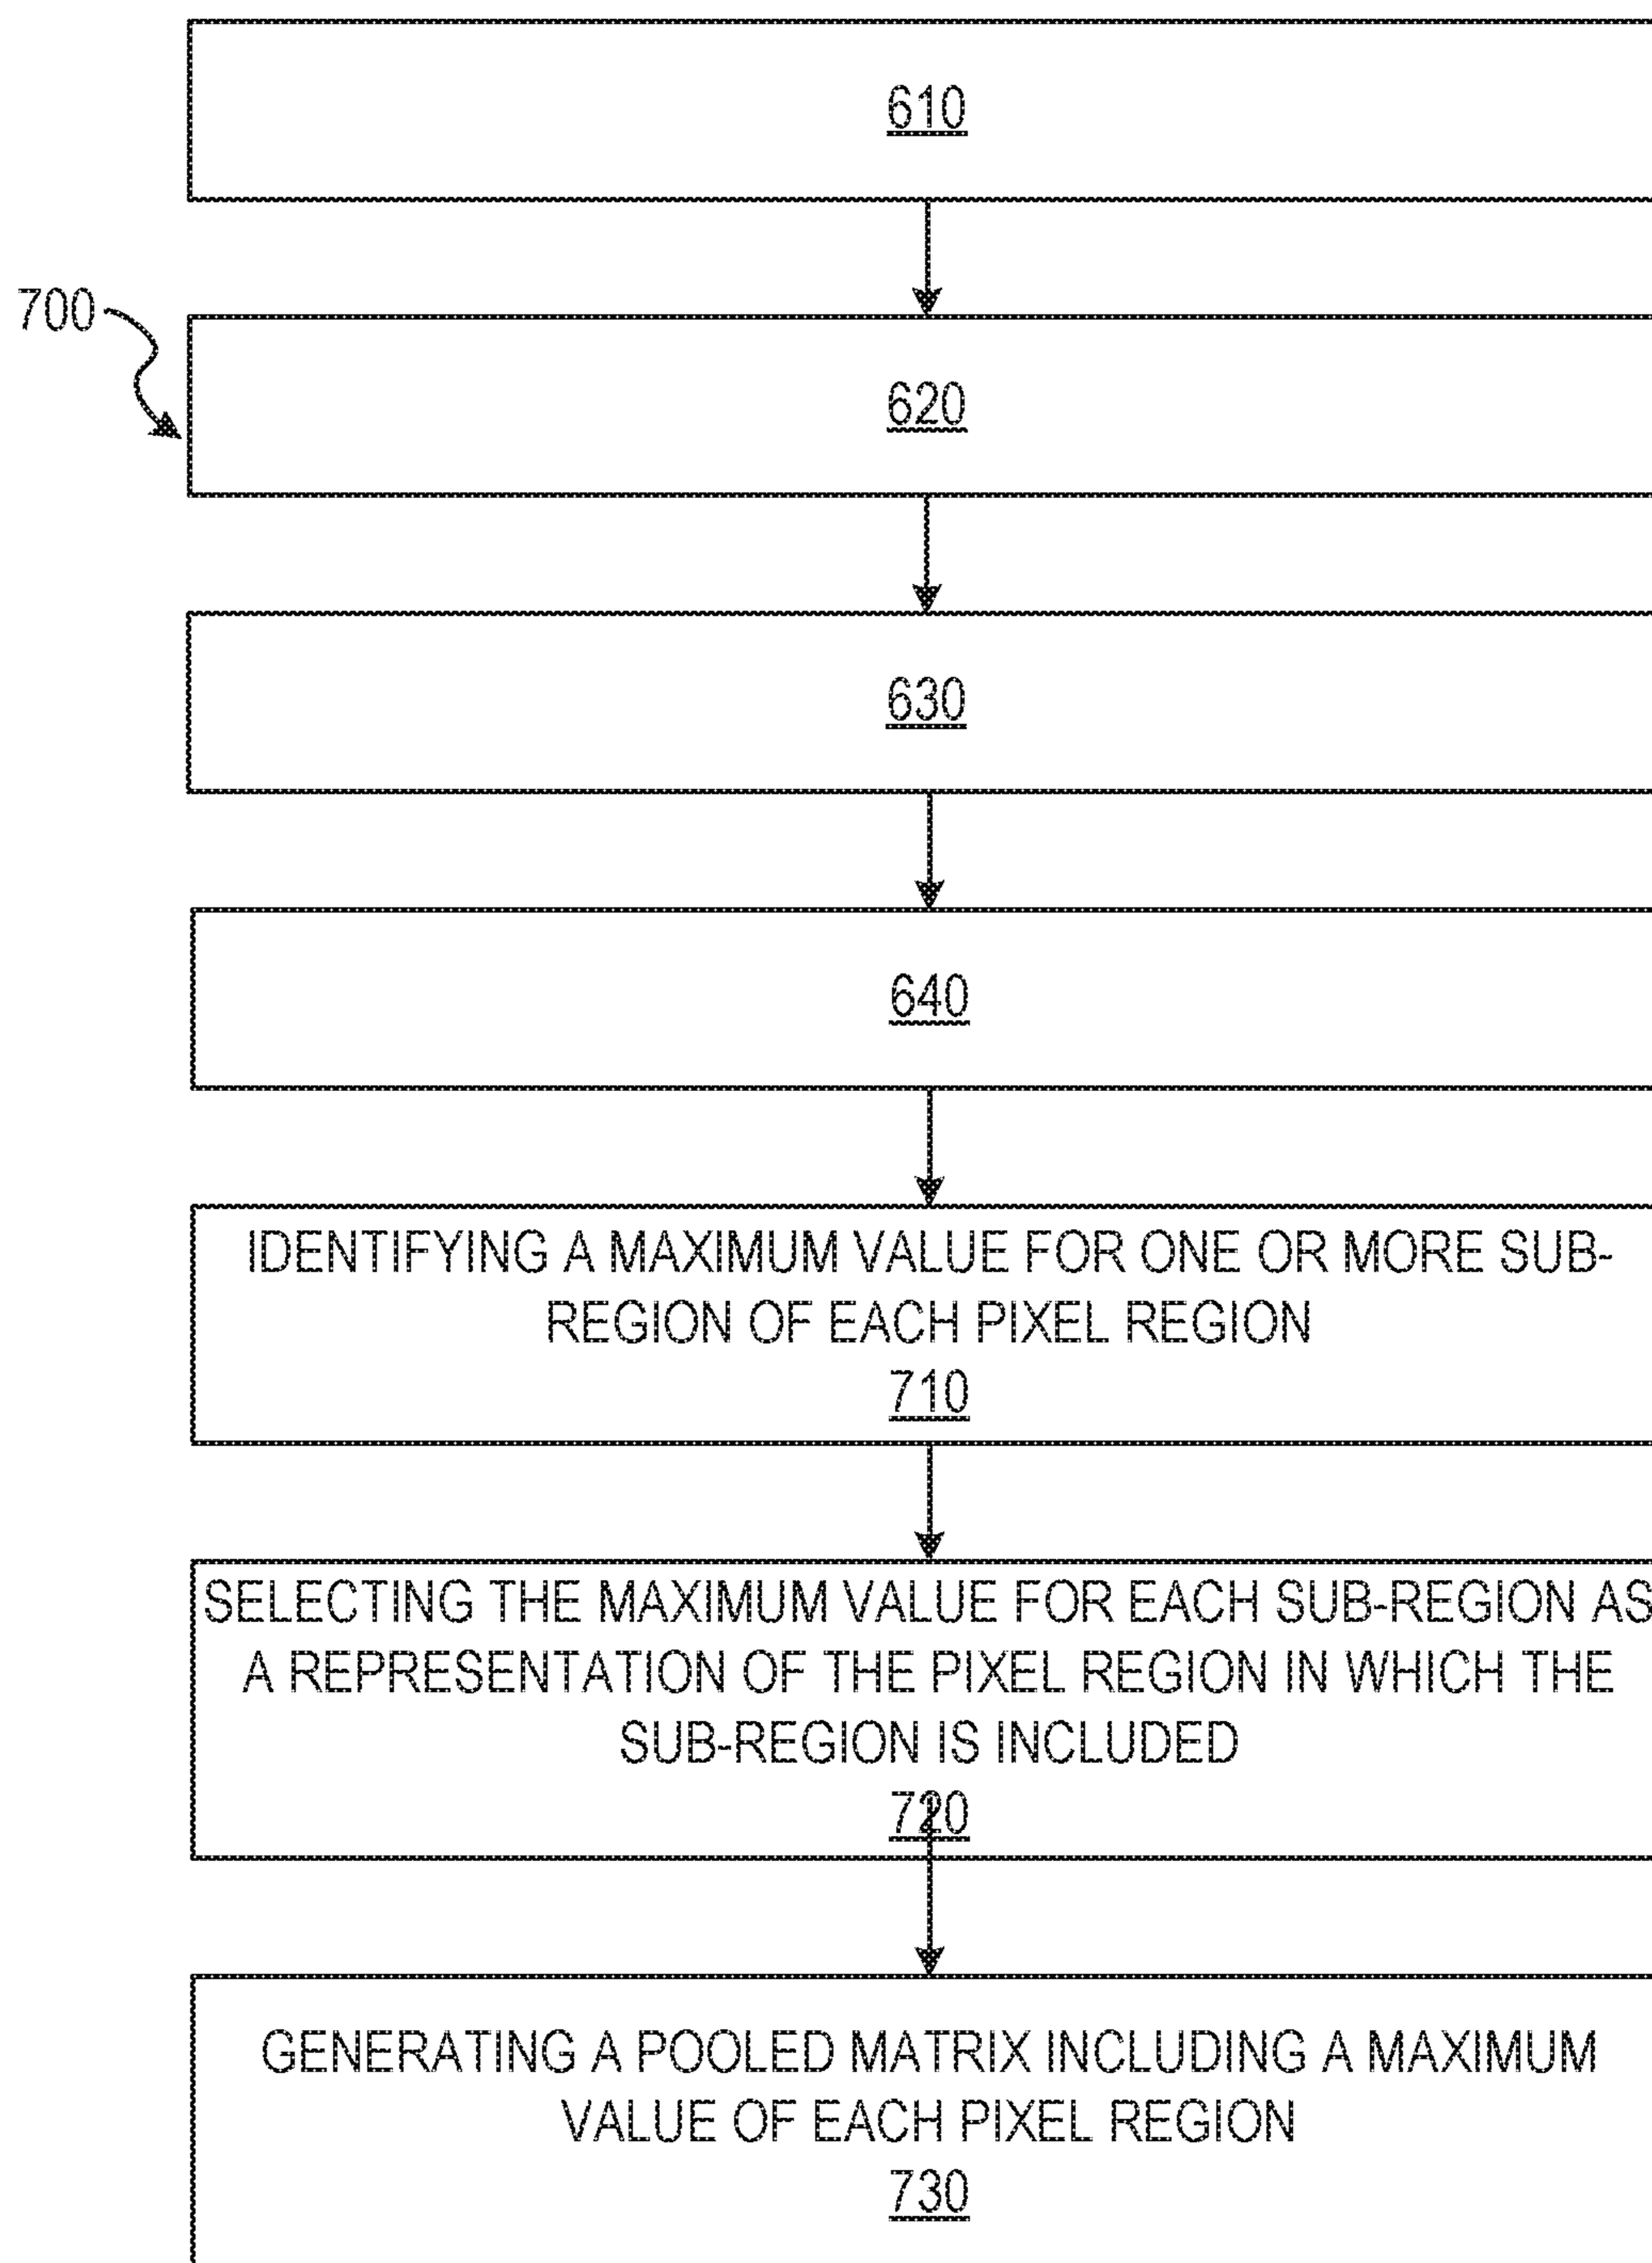 610
700
620
630
640
IDENTIFYING A MAXIMUM VALUE FOR ONE OR MORE SUB-
REGION OF EACH PIXEL REGION
710
SELECTING THE MAXIMUM VALUE FOR EACH SUB-REGION AS
A REPRESENTATION OF THE PIXEL REGION IN WHICH THE
SUB-REGION IS INCLUDED
720
GENERATING A POOLED MATRIX INCLUDING A MAXIMUM
VALUE OF EACH PIXEL REGION
730